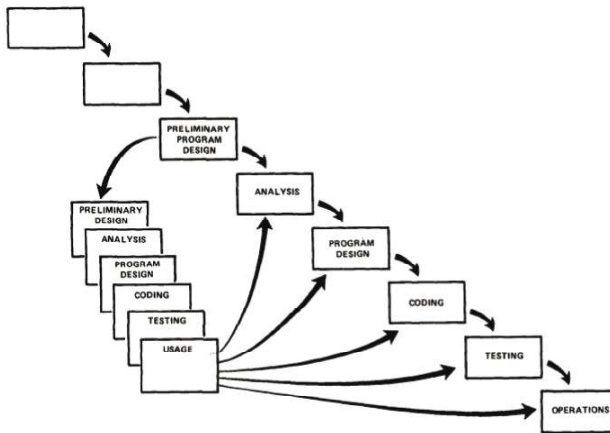 PRELIMINARY
PROGRAM
DESIGN
ANALYSIS
PROGRAM
DESIGN
CODING
TESTING
OPERATIONS
PRELIMINARY
DESIGN
ANALYSIS
PROGRAM
DESIGN
CODING
TESTING
USAGE